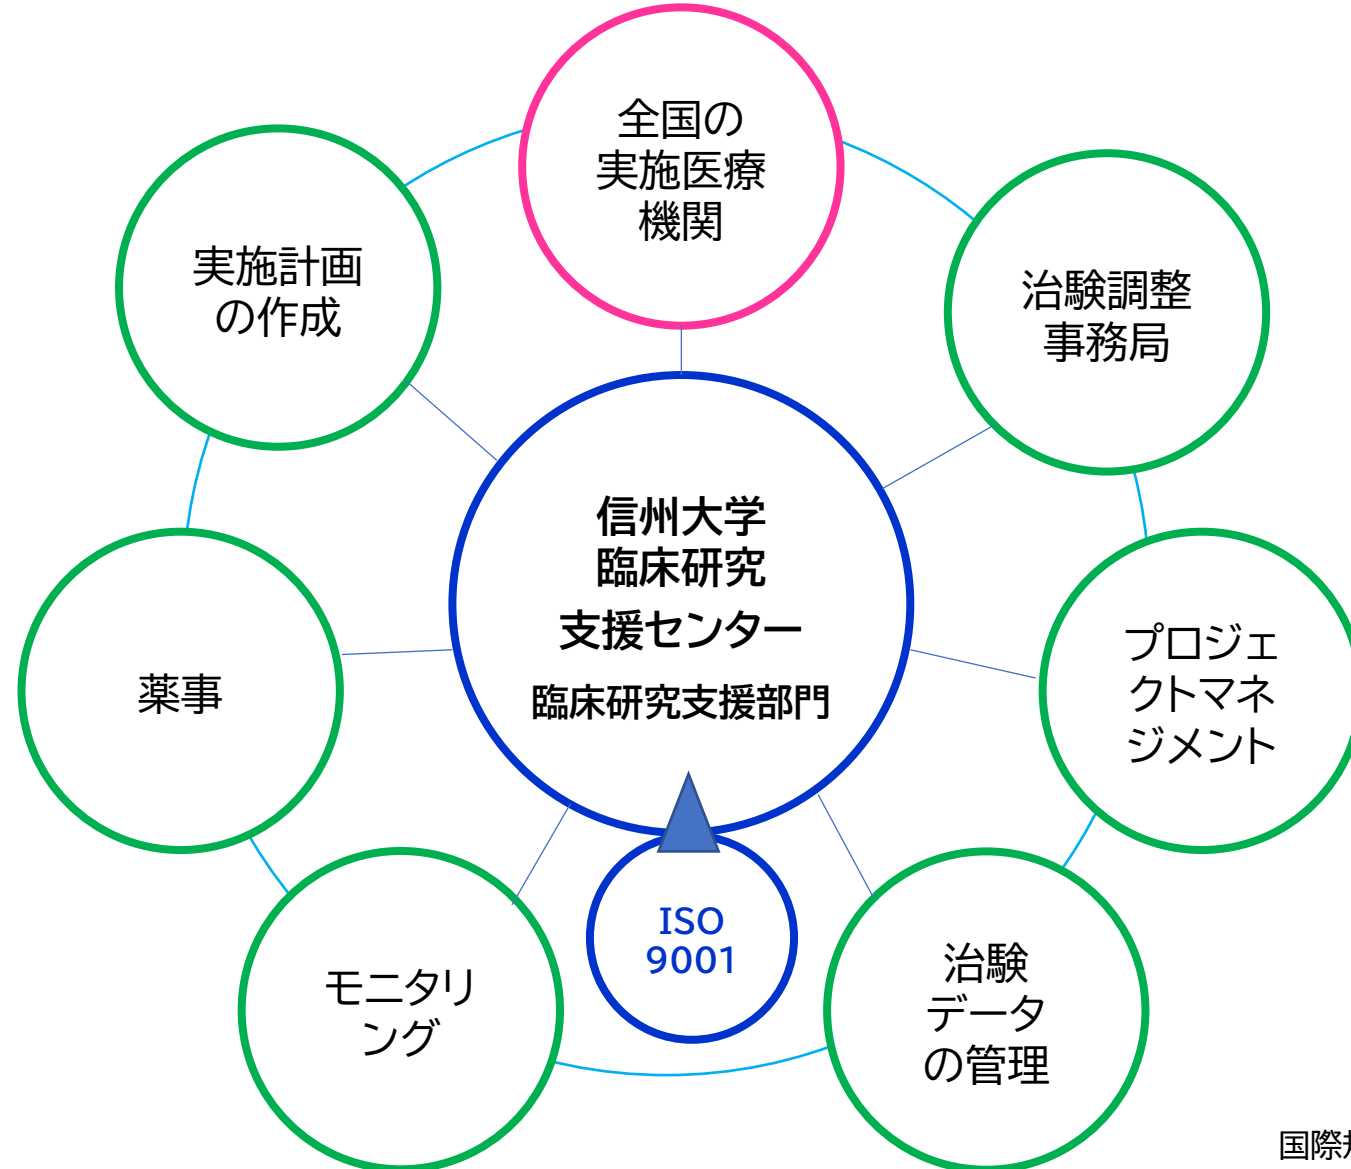 全国の
実施医療
機関
実施計画
の作成
治験調整
事務局
信州大学
臨床研究
支援センター
臨床研究支援部門
薬事
プロジェ
クトマネ
ジメント
ISO
9001
モニタリ
ング
治験
データ
の管理
国際規